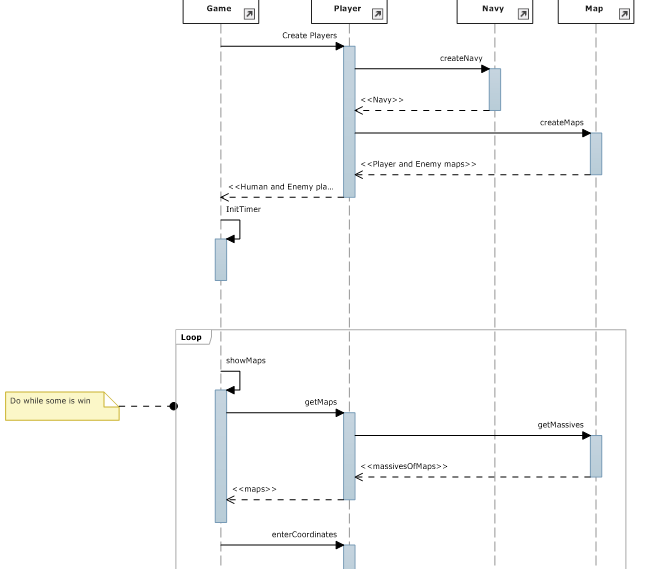 Game
Player
Navy
Map
Create Players
createNavy
<<Navy>>
createMaps
<<Player and Enemy maps>>
<<Human and Enemy pla...
InitTimer
Loop
showMaps
Do while some is win
getMaps
getMassives
<<massivesOfMaps>>
<<maps>>
enterCoordinates